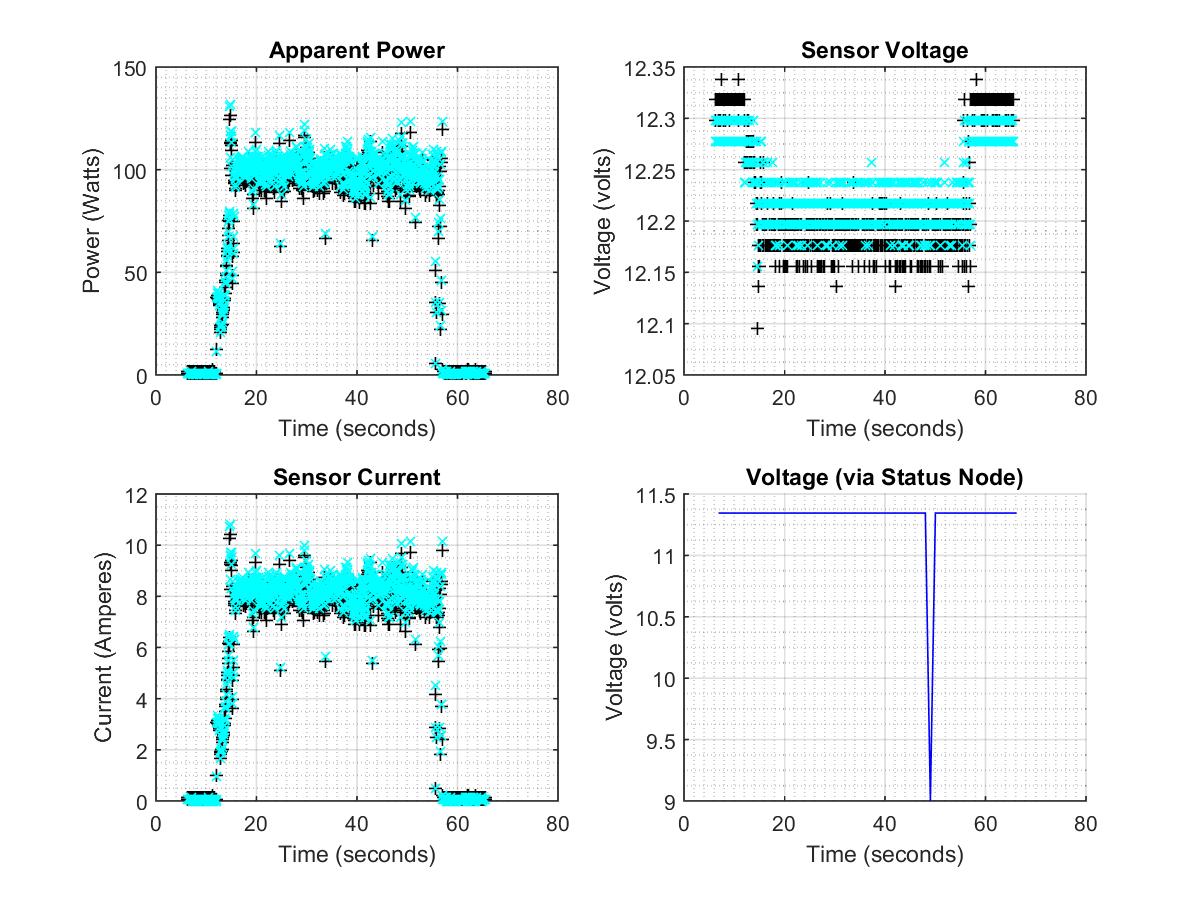 Apparent Power
150
100
50
0
Power (Watts)
0 20 40 60 80
Time (seconds)
Sensor Voltage
12.35
12.3
12.25
12.2
12.15
12.1
12.05
Voltage (volts)
0 20 40 60 80
Time (seconds)
Sensor Current
12
10
8
6
4
2
0
Current (Amperes)
0 20 40 60 80
Time (seconds)
Voltage (via Status Node)
11.5
11
10.5
10
9.5
9
Voltage (volts)
0 20 40 60 80
Time (seconds)